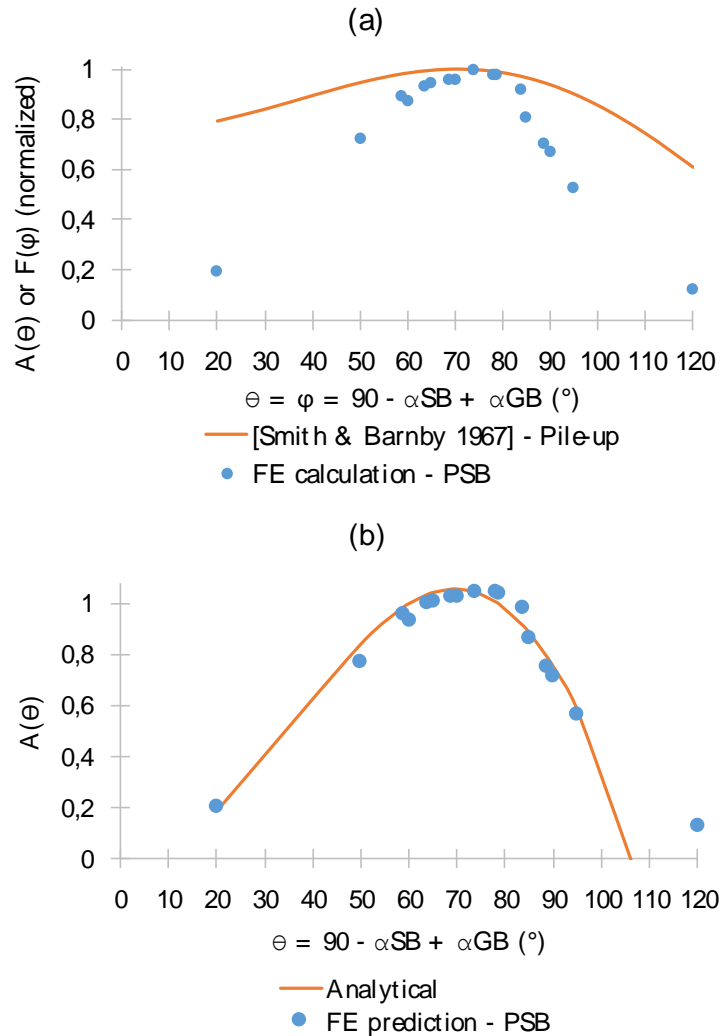 (a)
A(Θ) or F(φ) (normalized)
1
0,8
0,6
0,4
0,2
0
0 10 20 30 40 50 60 70 80 90 100 110 120
Θ = φ = 90 - αSB + αGB (°)
[Smith & Barnby 1967] - Pile-up
FE calculation - PSB
(b)
A(Θ)
1
0,8
0,6
0,4
0,2
0
0 10 20 30 40 50 60 70 80 90 100 110 120
Θ = 90 - αSB + αGB (°)
Analytical
FE prediction - PSB